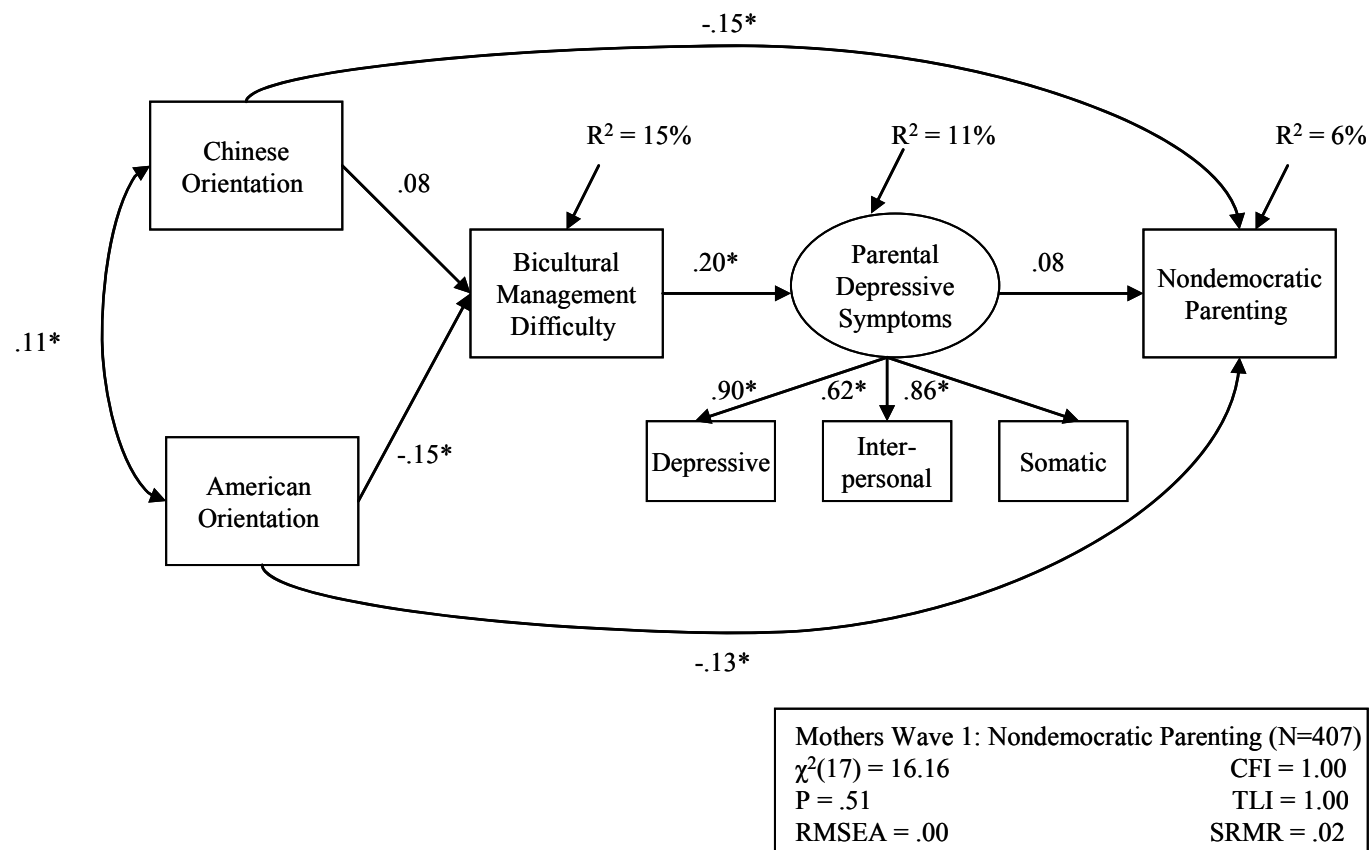 -.15*
Chinese
Orientation
R² = 15%
R² = 11%
R² = 6%
.08
Bicultural
Management
Difficulty
.20*
Parental
Depressive
Symptoms
.08
Nondemocratic
Parenting
.11*
-.15*
.90*
.62*
.86*
Depressive
Inter-
personal
Somatic
American
Orientation
-.13*
Mothers Wave 1: Nondemocratic Parenting (N=407)
χ²(17) = 16.16 CFI = 1.00
P = .51 TLI = 1.00
RMSEA = .00 SRMR = .02